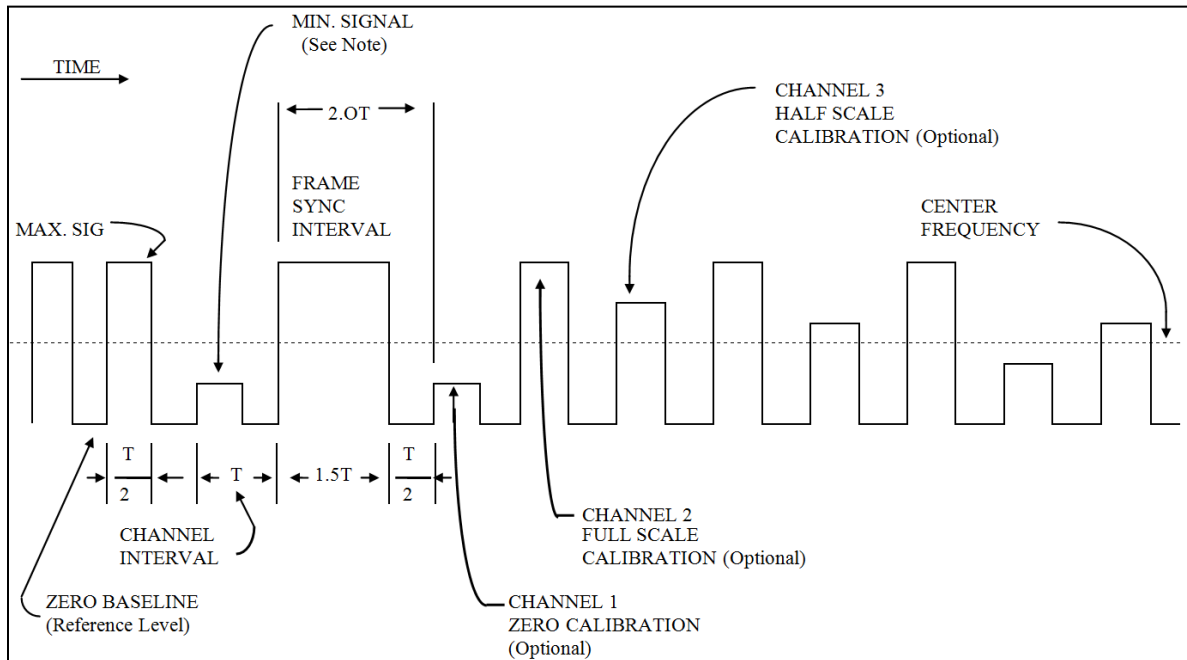 MIN. SIGNAL
(See Note)
TIME
2.OT
CHANNEL 3
HALF SCALE
CALIBRATION (Optional)
FRAME
SYNC
INTERVAL
MAX. SIG
CENTER
FREQUENCY
T
2
T
1.5T
T
2
CHANNEL
INTERVAL
CHANNEL 2
FULL SCALE
CALIBRATION (Optional)
ZERO BASELINE
(Reference Level)
CHANNEL 1
ZERO CALIBRATION
(Optional)